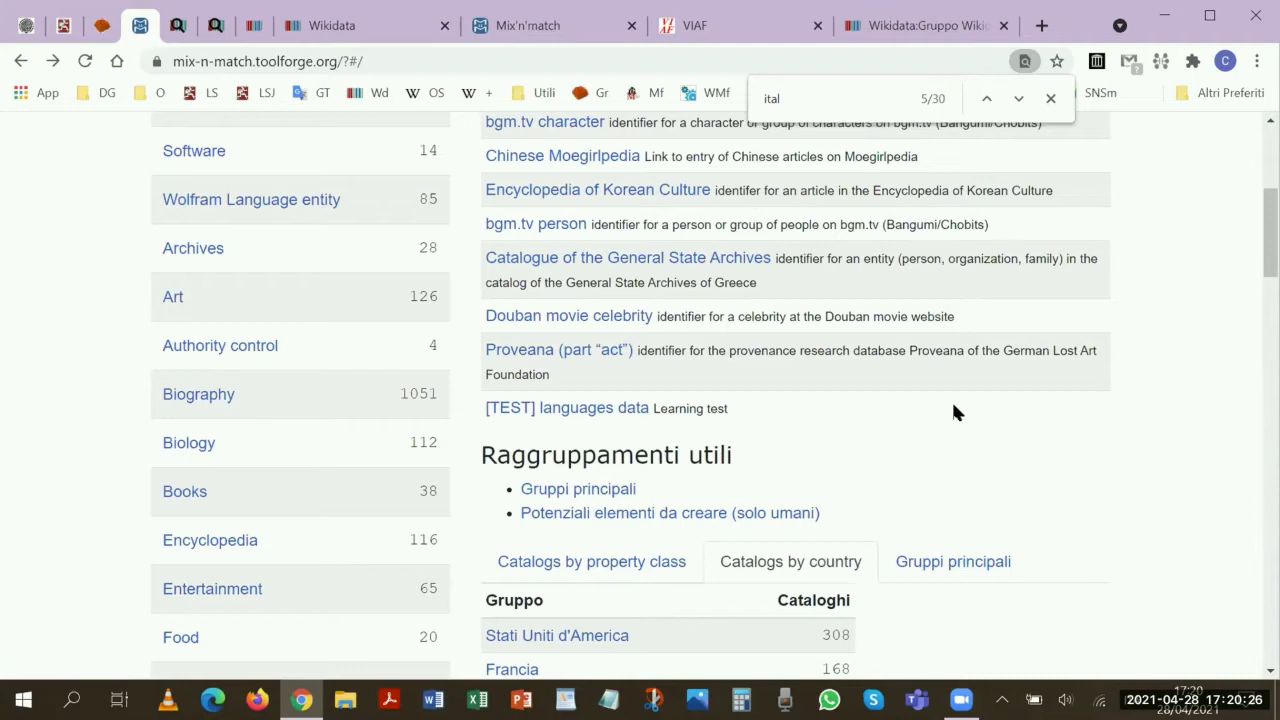 Wikidata
Mix'n'match
VIAF
Wikidata:Gruppo Wiki
mix-n-match.toolforge.org/?#/
App
DG
O
LS
LSJ
GT
Wd
OS
+
Utili
Gr
Mf
WMf
SNSm
Altri Preferiti
ital
5/30
Software 14
Wolfram Language entity 85
Archives 28
Art 126
Authority control 4
Biography 1051
Biology 112
Books 38
Encyclopedia 116
Entertainment 65
Food 20
bgm.tv character identifier for a character or group of characters on bgm.tv (Bangumi/Chobits)
Chinese Moegirlpedia Link to entry of Chinese articles on Moegirlpedia
Encyclopedia of Korean Culture identifer for an article in the Encyclopedia of Korean Culture
bgm.tv person identifier for a person or group of people on bgm.tv (Bangumi/Chobits)
Catalogue of the General State Archives identifier for an entity (person, organization, family) in the
catalog of the General State Archives of Greece
Douban movie celebrity identifier for a celebrity at the Douban movie website
Proveana (part “act”) identifier for the provenance research database Proveana of the German Lost Art
Foundation
[TEST] languages data Learning test
Raggruppamenti utili
Gruppi principali
Potenziali elementi da creare (solo umani)
Catalogs by property class
Catalogs by country
Gruppi principali
Gruppo Cataloghi
Stati Uniti d'America 308
Francia 168
17:20
2021-04-28 17:20:26
28/04/2021